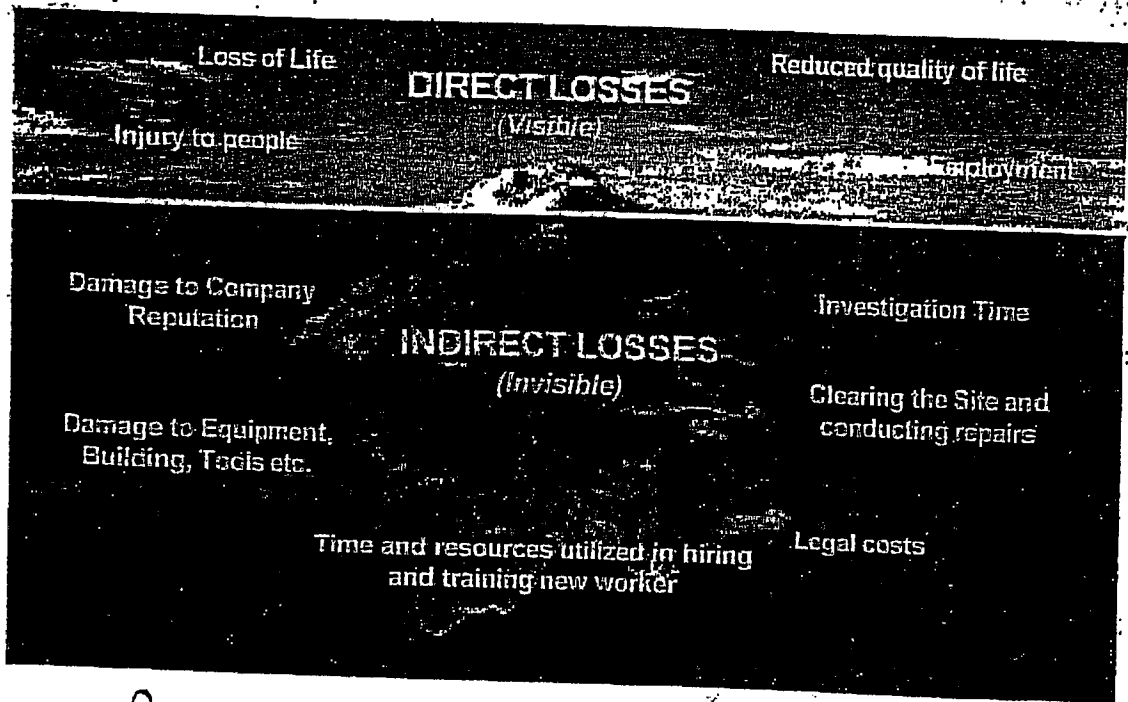 Loss of Life
Reduced quality of life
DIRECT LOSSES
(Visible)
Injury to people
Employment
Damage to Company
Reputation
Investigation Time
INDIRECT LOSSES
(Invisible)
Clearing the Site and
conducting repairs
Damage to Equipment,
Building, Tools etc.
Time and resources utilized in hiring
and training new worker
Legal costs